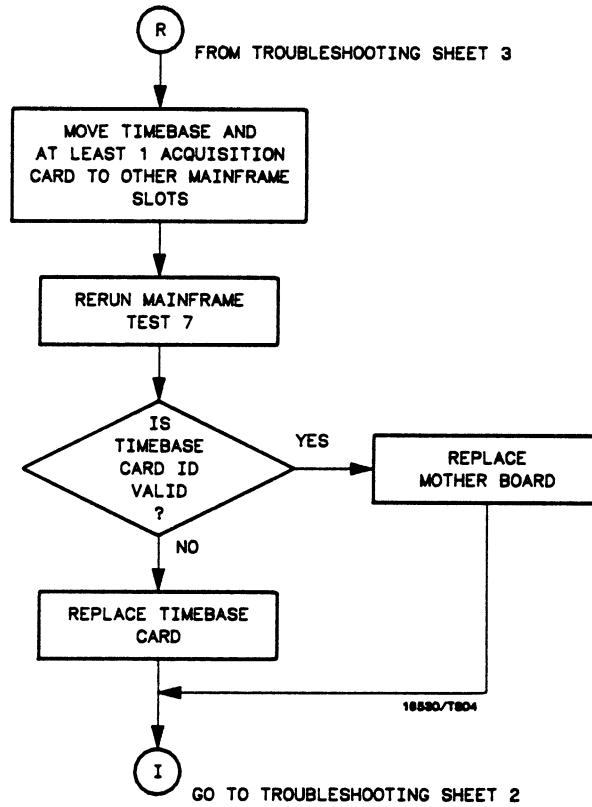 R
FROM TROUBLESHOOTING SHEET 3
MOVE TIMEBASE AND
AT LEAST 1 ACQUISITION
CARD TO OTHER MAINFRAME
SLOTS
RERUN MAINFRAME
TEST 7
IS
TIMEBASE
CARD ID
VALID
?
YES
REPLACE
MOTHER BOARD
NO
REPLACE TIMEBASE
CARD
16530/TS04
I
GO TO TROUBLESHOOTING SHEET 2